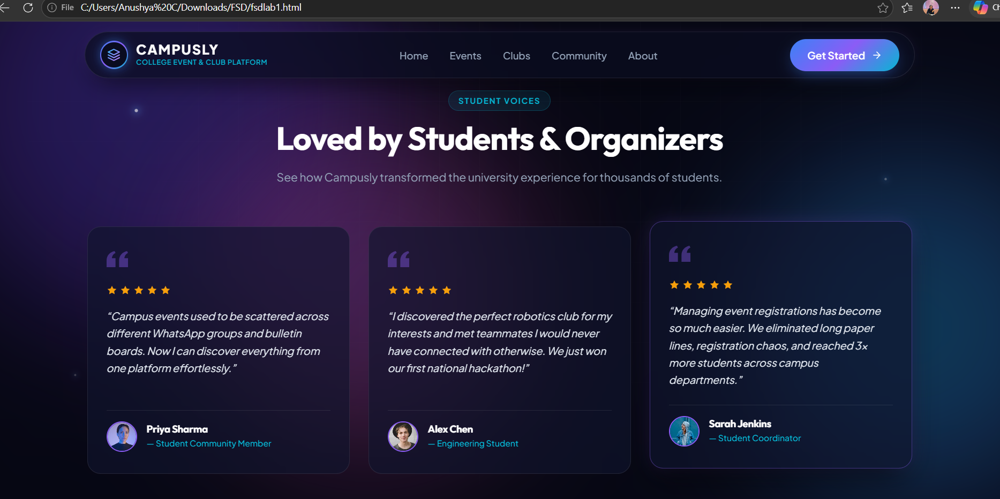 File C:/Users/Anushya%20C/Downloads/FSD/fsdlab1.html
CAMPUSLY
COLLEGE EVENT & CLUB PLATFORM
Home Events Clubs Community About
Get Started →
STUDENT VOICES
Loved by Students & Organizers
See how Campusly transformed the university experience for thousands of students.
“Campus events used to be scattered across
different WhatsApp groups and bulletin
boards. Now I can discover everything from
one platform effortlessly.”
Priya Sharma
— Student Community Member
“I discovered the perfect robotics club for my
interests and met teammates I would never
have connected with otherwise. We just won
our first national hackathon!”
Alex Chen
— Engineering Student
“Managing event registrations has become
so much easier. We eliminated long paper
lines, registration chaos, and reached 3×
more students across campus
departments.”
Sarah Jenkins
— Student Coordinator